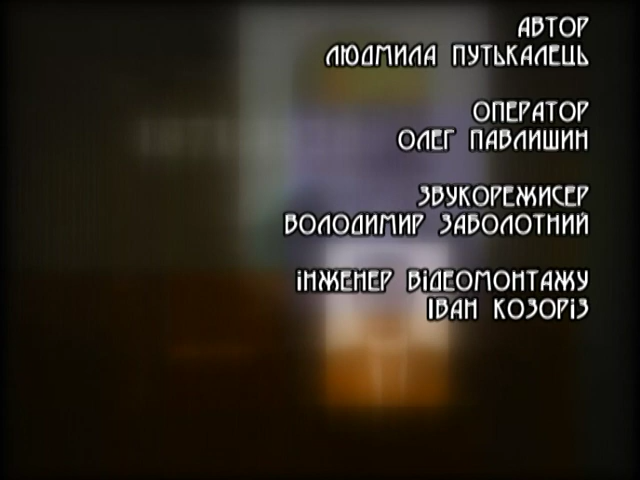 АВТОР
ЛЮДМИЛА ПУТЬКАЛЕЦЬ
ОПЕРАТОР
ОЛЕГ ПАВЛИШИН
ЗВУКОРЕЖИСЕР
ВОЛОДИМИР ЗАБОЛОТНИЙ
ІНЖЕНЕР ВІДЕОМОНТАЖУ
ІВАН КОЗОРІЗ